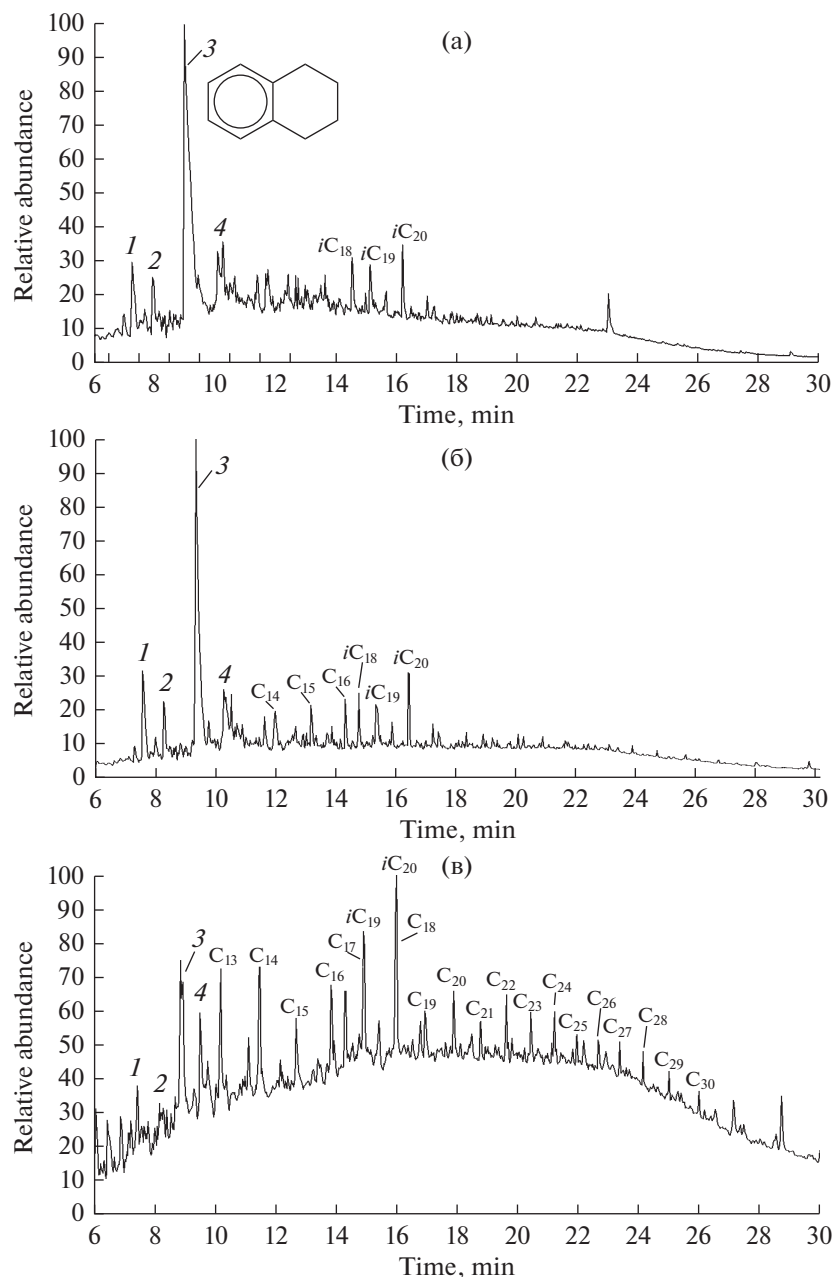 (а)
Relative abundance
100
90
80
70
60
50
40
30
20
10
0
3
1
2
4
iC18
iC19
iC20
6 8 10 12 14 16 18 20 22 24 26 28 30
Time, min
(б)
Relative abundance
100
90
80
70
60
50
40
30
20
10
0
3
1
2
4
C14
C15
C16
iC18
iC19
iC20
6 8 10 12 14 16 18 20 22 24 26 28 30
Time, min
(в)
Relative abundance
100
90
80
70
60
50
40
30
20
10
0
1
2
3
4
C13
C14
C15
C16
C17
iC19
iC20
C18
C19
C20
C21
C22
C23
C24
C25
C26
C27
C28
C29
C30
6 8 10 12 14 16 18 20 22 24 26 28 30
Time, min